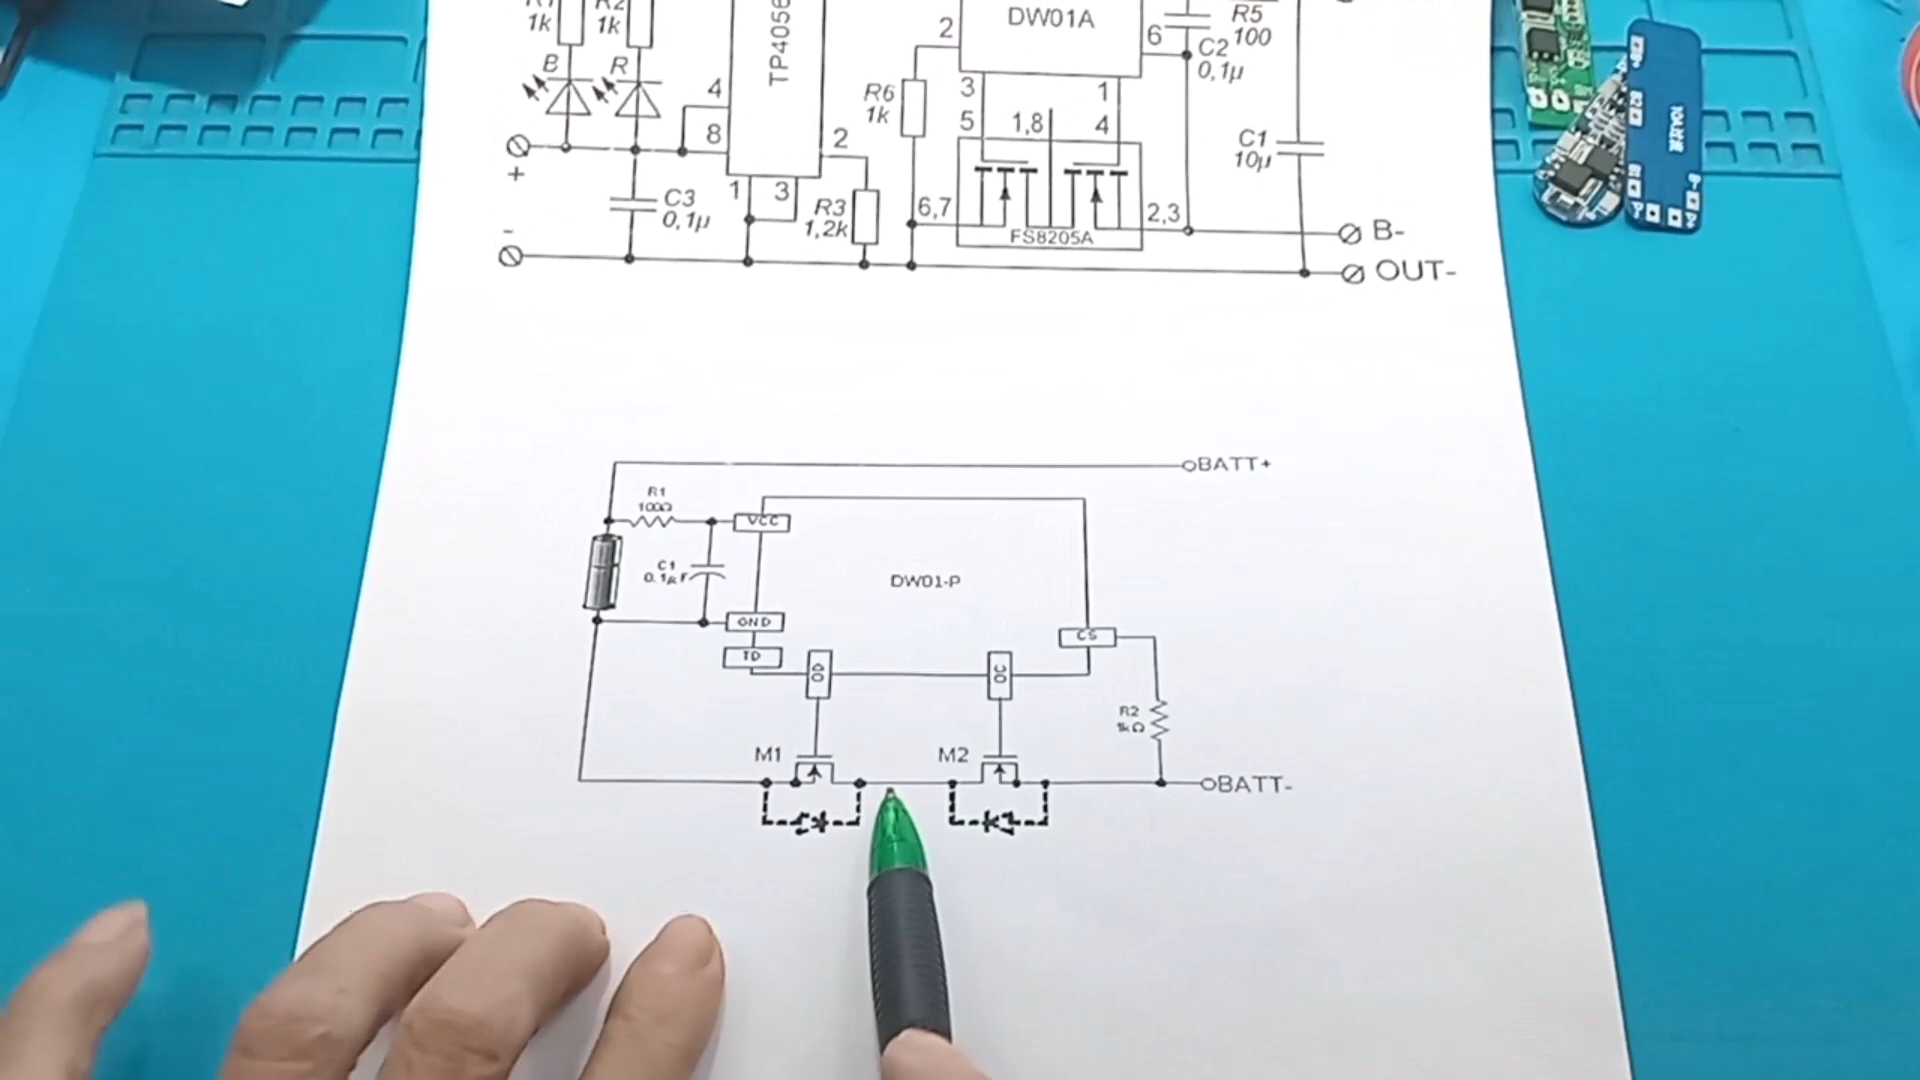 R1
1k
R2
1k
B
R
TP4056
4
8
2
1
3
+
-
C3
0,1µ
R3
1,2k
DW01A
2
6
3
1
R5
100
C2
0,1µ
R6
1k
5
1,8
4
C1
10µ
6,7
2,3
FS8205A
B-
OUT-
BATT+
R1
100Ω
VCC
C1
0.1µF
DW01-P
GND
TD
CS
R2
1kΩ
M1
M2
BATT-